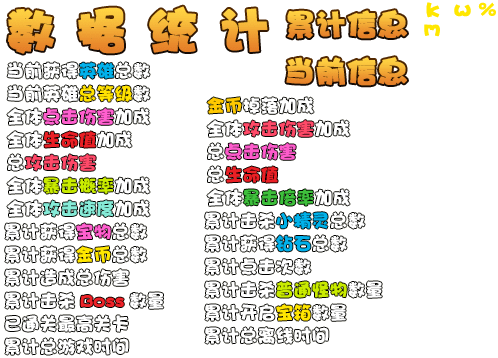 数据统计
累计信息
当前信息
K W %
M
当前获得英雄总数
当前英雄总等级数
全体点击伤害加成
全体生命值加成
总攻击伤害
全体暴击概率加成
全体攻击速度加成
累计获得宝物总数
累计获得金币总数
累计造成总伤害
累计击杀 Boss 数量
已通关最高关卡
累计总游戏时间
金币掉落加成
全体攻击伤害加成
总点击伤害
总生命值
全体暴击倍率加成
累计击杀小精灵总数
累计获得钻石总数
累计点击次数
累计击杀普通怪物数量
累计开启宝箱数量
累计总离线时间